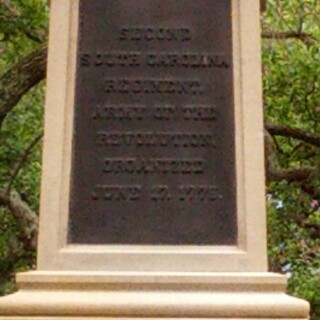 SECOND
SOUTH CAROLINA
REGIMENT.
ARMY OF THE
REVOLUTION,
ORGANIZED
JUNE 17, 1775.